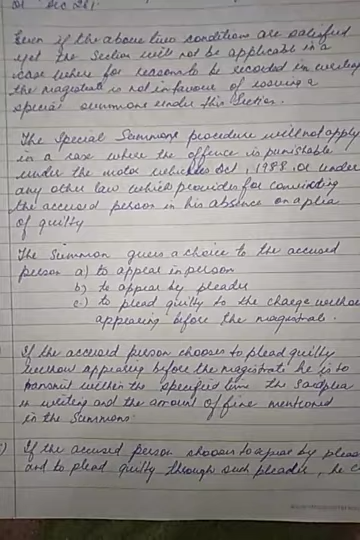 or Sec 261.
Even if the above two conditions are satisfied
yet the section will not be applicable in a
case where for reasons to be recorded in writing
the magistrate is not in favour of issuing a
special summons under this Section.
The Special Summons procedure will not apply
in a case where the offence is punishable
under the motor vehicles Act, 1988, or under
any other law which provides for convicting
the accused person in his absence on a plea
of guilty
The Summon gives a choice to the accused
person a) to appear in person
b) to appear by pleader
c.) to plead guilty to the charge without
appearing before the magistrate.
If the accused person chooses to plead guilty
without appearing before the magistrate he is to
transmit within the specified time the said plea
in writing and the amount of fine mentioned
in the Summons.
) If the accused person chooses to appear by plea
and to plead guilty through such pleader, he c